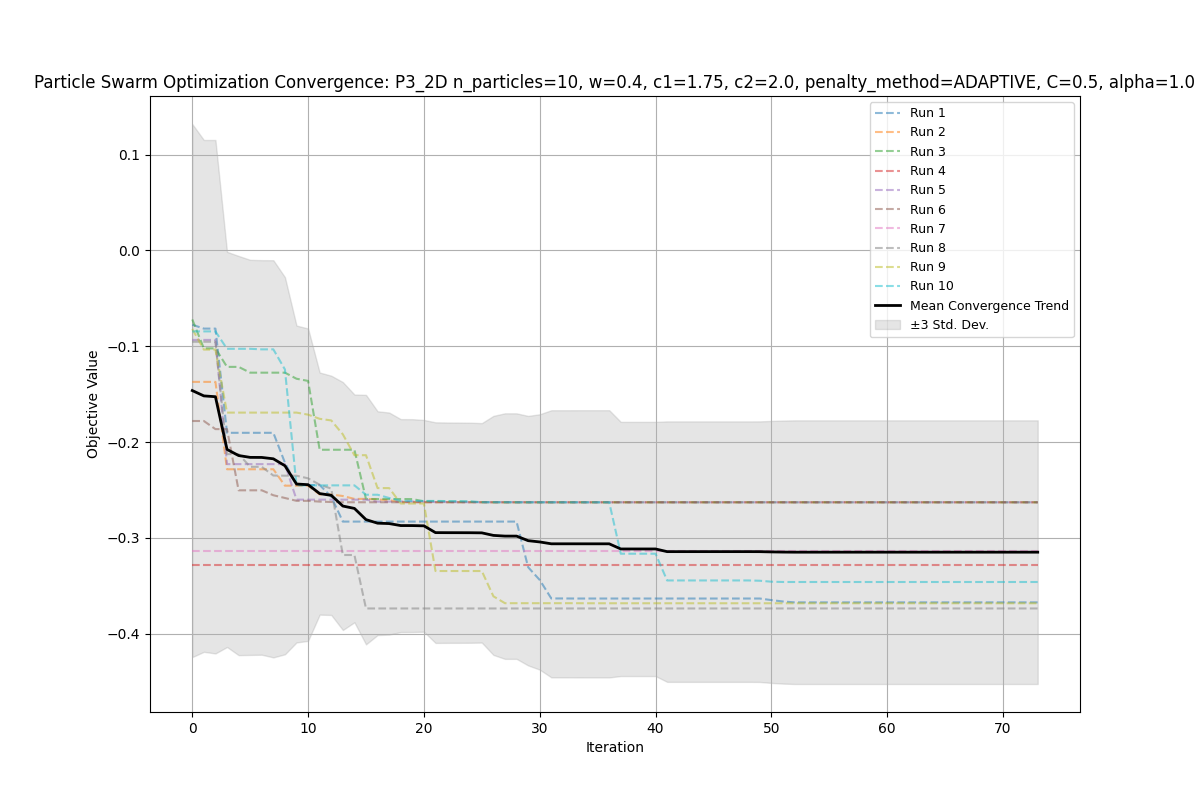 Particle Swarm Optimization Convergence: P3_2D n_particles=10, w=0.4, c1=1.75, c2=2.0, penalty_method=ADAPTIVE, C=0.5, alpha=1.0
Run 1
Run 2
Run 3
Run 4
Run 5
Run 6
Run 7
Run 8
Run 9
Run 10
Mean Convergence Trend
±3 Std. Dev.
Objective Value
0.1
0.0
−0.1
−0.2
−0.3
−0.4
0 10 20 30 40 50 60 70
Iteration